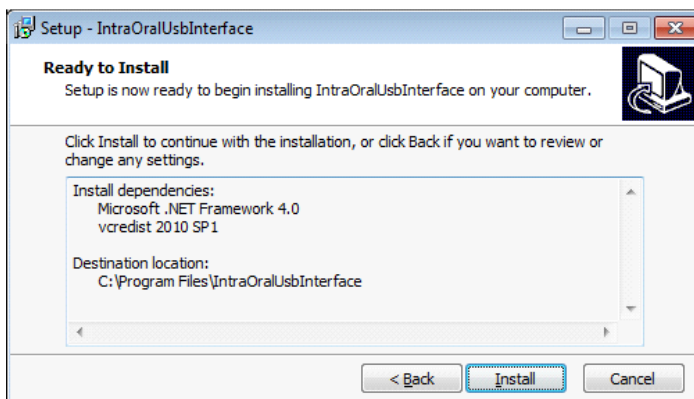 Setup - IntraOralUsbInterface
Ready to Install
Setup is now ready to begin installing IntraOralUsbInterface on your computer.
Click Install to continue with the installation, or click Back if you want to review or
change any settings.
Install dependencies:
Microsoft .NET Framework 4.0
vcredist 2010 SP1
Destination location:
C:\Program Files\IntraOralUsbInterface
< Back Install Cancel